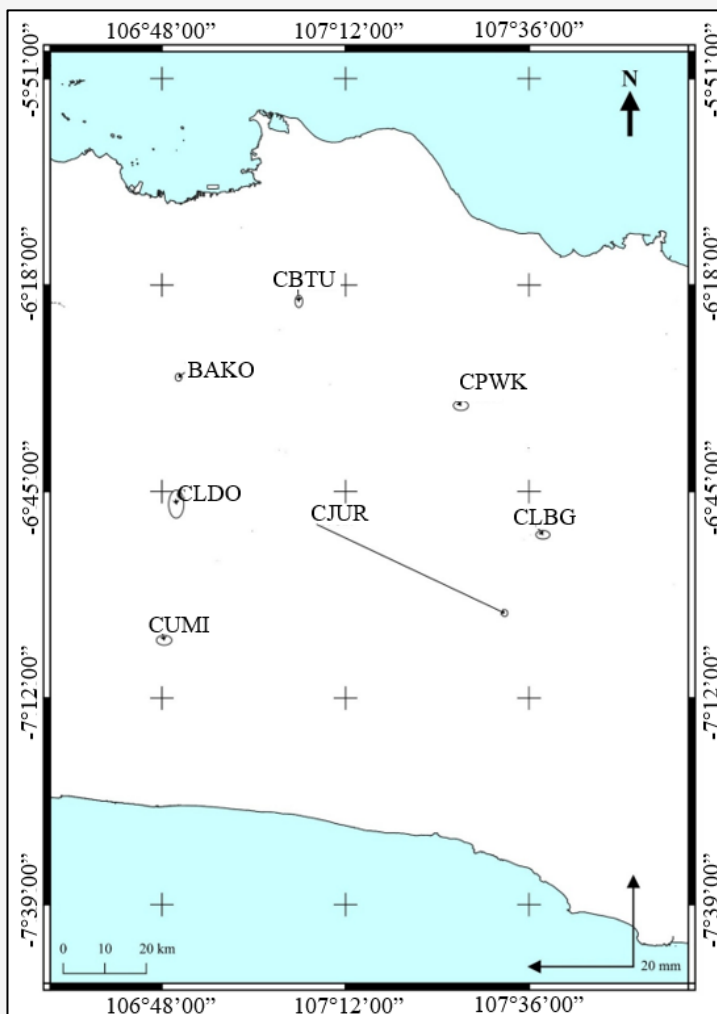 106°48’00” 107°12’00” 107°36’00”
-5°51’00” -5°51’00”
N
-6°18’00” -6°18’00”
CBTU
BAKO
CPWK
-6°45’00” -6°45’00”
CLDO
CJUR
CLBG
CUMI
-7°12’00” -7°12’00”
-7°39’00” -7°39’00”
0 10 20 km
20 mm
106°48’00” 107°12’00” 107°36’00”